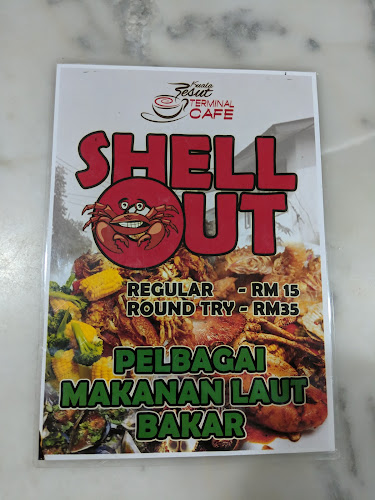 Kuala
Besut
TERMINAL
CAFE
SHELL
OUT
REGULAR - RM 15
ROUND TRY - RM35
PELBAGAI
MAKANAN LAUT
BAKAR